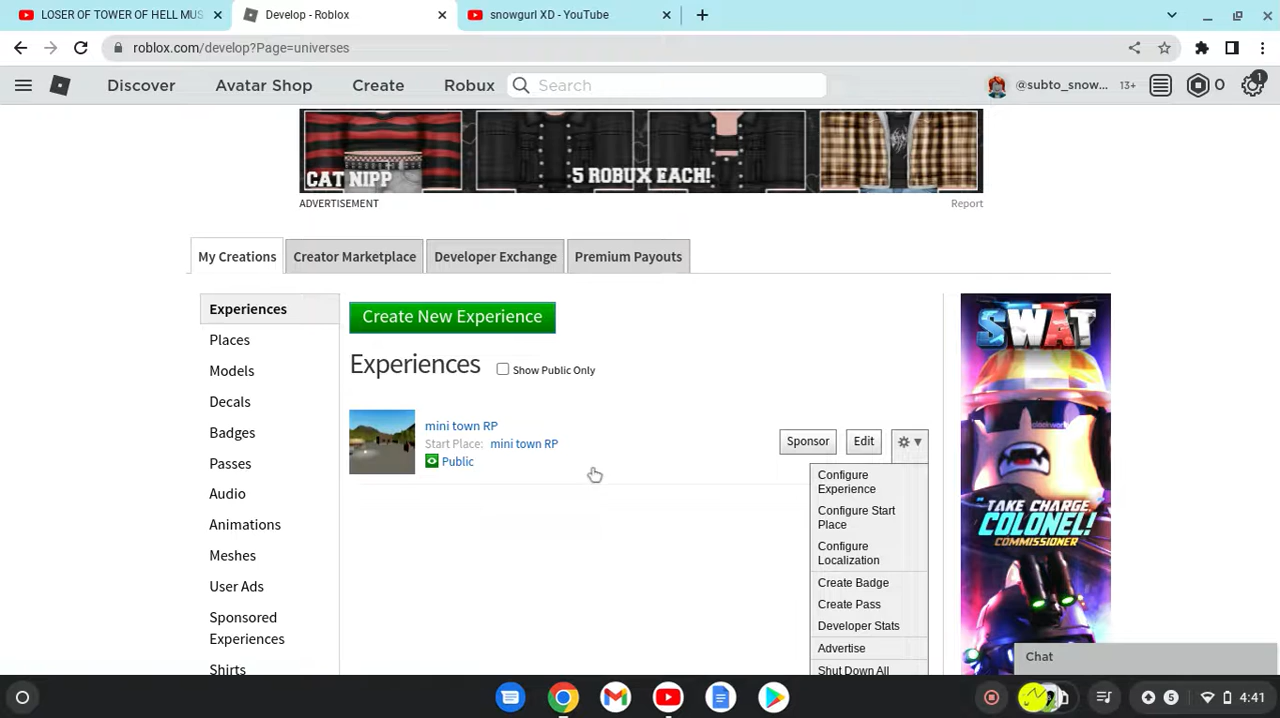 LOSER OF TOWER OF HELL MUS
Develop - Roblox
snowgurl XD - YouTube
roblox.com/develop?Page=universes
Discover
Avatar Shop
Create
Robux
Search
@subto_snow...
13+
0
1
CAT NIPP
5 ROBUX EACH!
ADVERTISEMENT
Report
My Creations
Creator Marketplace
Developer Exchange
Premium Payouts
Experiences
Places
Models
Decals
Badges
Passes
Audio
Animations
Meshes
User Ads
Sponsored
Experiences
Shirts
Create New Experience
Experiences
Show Public Only
mini town RP
Start Place: mini town RP
Public
Sponsor
Edit
Configure
Experience
Configure Start
Place
Configure
Localization
Create Badge
Create Pass
Developer Stats
Advertise
Shut Down All
SWAT
TAKE CHARGE,
COLONEL!
COMMISSIONER
Chat
5
4:41